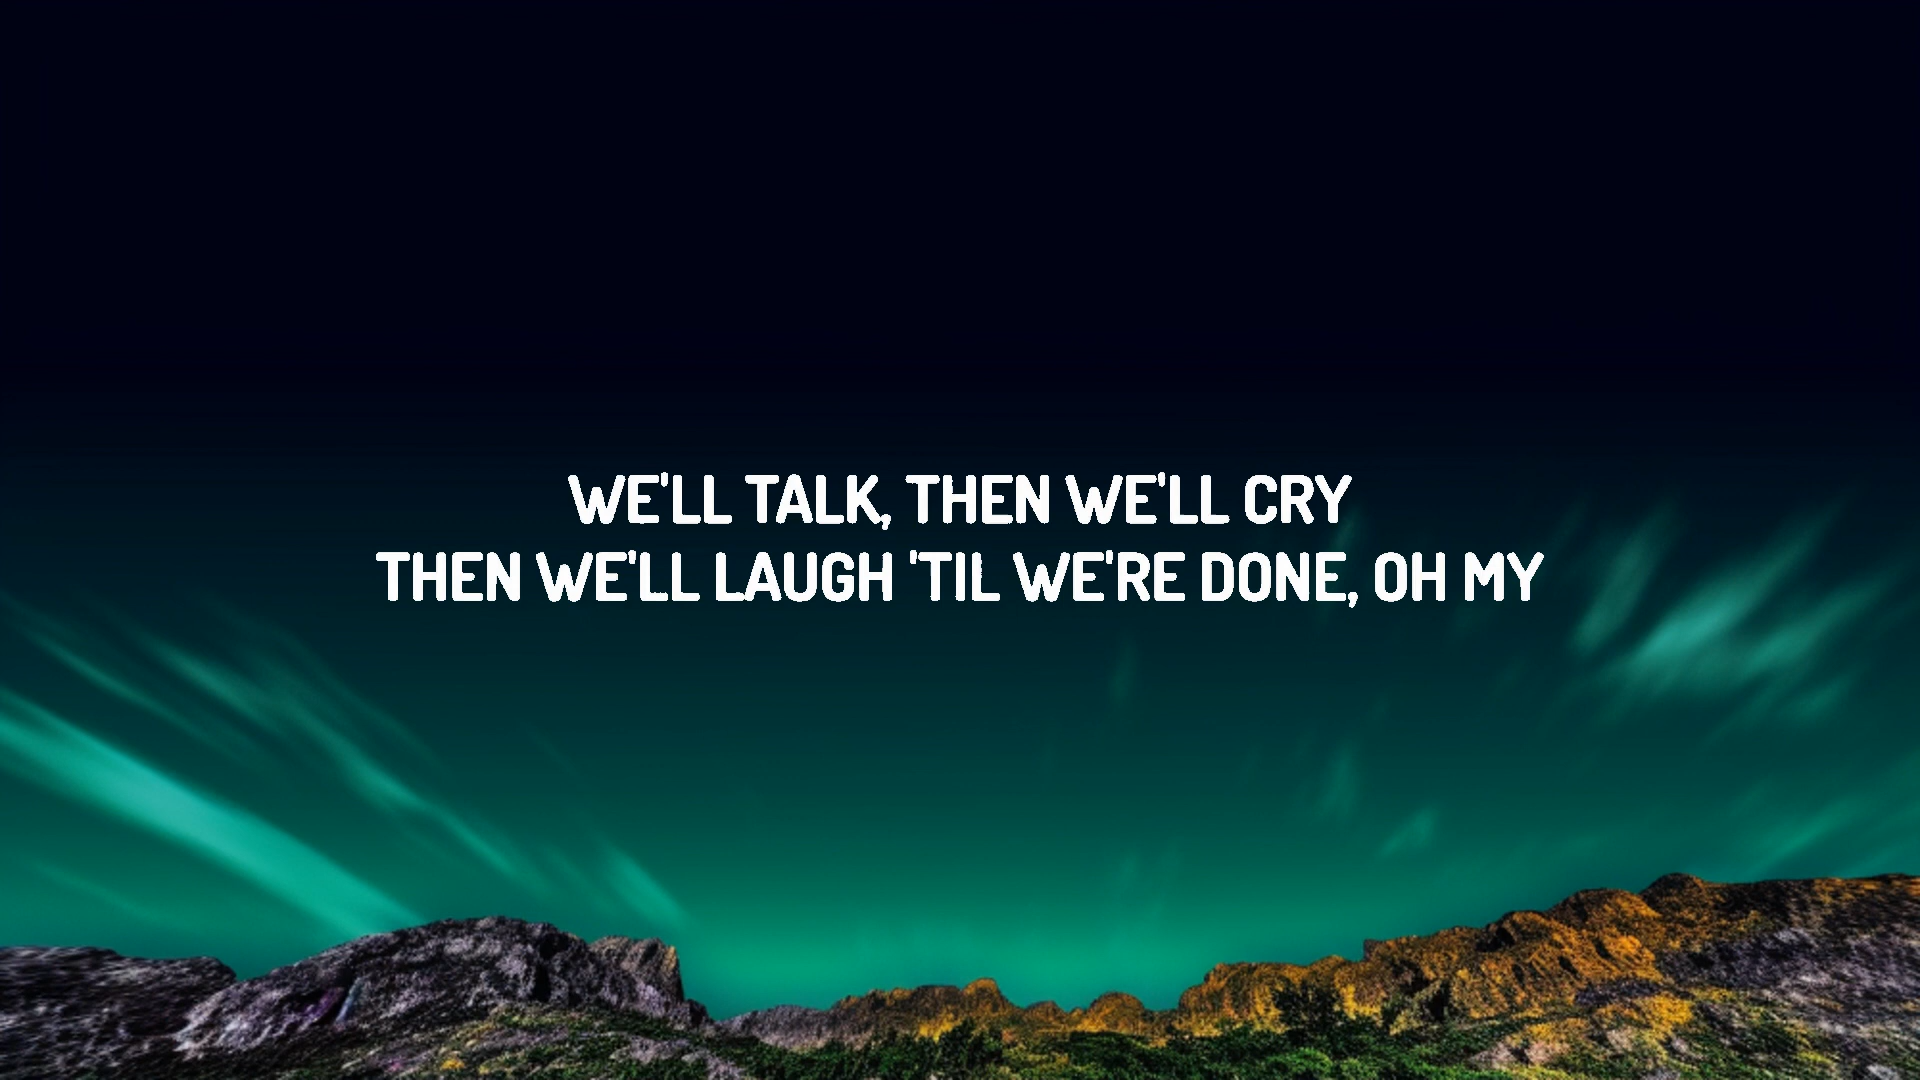 WE'LL TALK, THEN WE'LL CRY
THEN WE'LL LAUGH 'TIL WE'RE DONE, OH MY